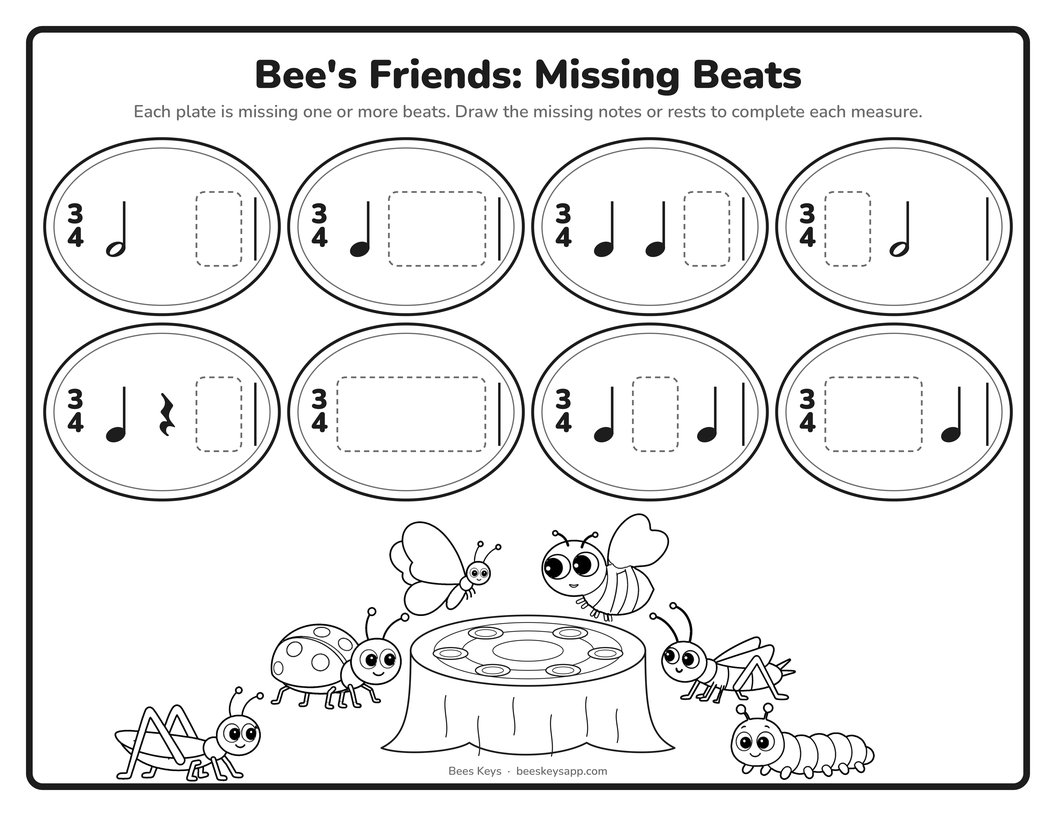 Bee's Friends: Missing Beats
Each plate is missing one or more beats. Draw the missing notes or rests to complete each measure.
3 3 3 3
4 4 4 4
3 3 3 3
4 4 4 4
Bees Keys · beeskeysapp.com